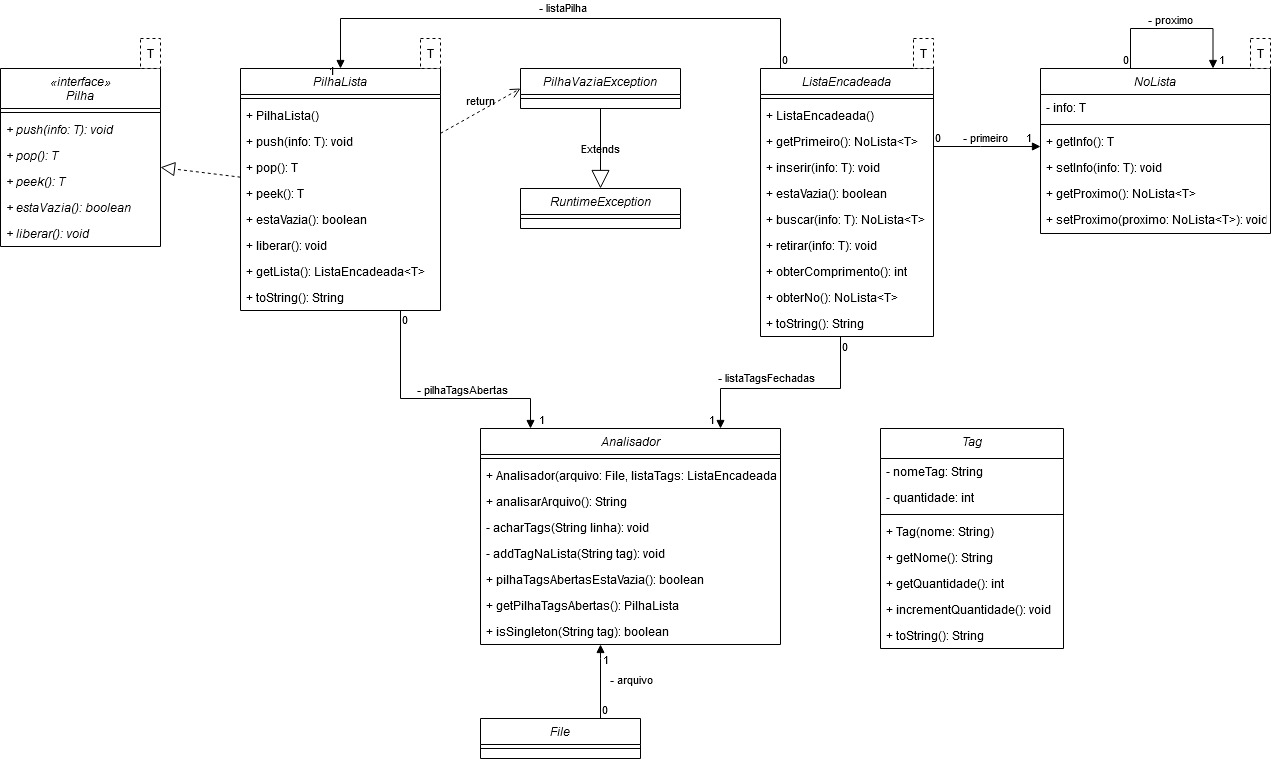 - listaPilha
- proximo
0
1
T
«interface»
Pilha
+ push(info: T): void
+ pop(): T
+ peek(): T
+ estaVazia(): boolean
+ liberar(): void
T
1
PilhaLista
+ PilhaLista()
+ push(info: T): void
+ pop(): T
+ peek(): T
+ estaVazia(): boolean
+ liberar(): void
+ getLista(): ListaEncadeada<T>
+ toString(): String
return
PilhaVaziaException
Extends
RuntimeException
0
T
ListaEncadeada
+ ListaEncadeada()
+ getPrimeiro(): NoLista<T>
+ inserir(info: T): void
+ estaVazia(): boolean
+ buscar(info: T): NoLista<T>
+ retirar(info: T): void
+ obterComprimento(): int
+ obterNo(): NoLista<T>
+ toString(): String
0
- primeiro
1
T
NoLista
- info: T
+ getInfo(): T
+ setInfo(info: T): void
+ getProximo(): NoLista<T>
+ setProximo(proximo: NoLista<T>): void
0
- pilhaTagsAbertas
1
0
- listaTagsFechadas
1
Analisador
+ Analisador(arquivo: File, listaTags: ListaEncadeada
+ analisarArquivo(): String
- acharTags(String linha): void
- addTagNaLista(String tag): void
+ pilhaTagsAbertasEstaVazia(): boolean
+ getPilhaTagsAbertas(): PilhaLista
+ isSingleton(String tag): boolean
Tag
- nomeTag: String
- quantidade: int
+ Tag(nome: String)
+ getNome(): String
+ getQuantidade(): int
+ incrementQuantidade(): void
+ toString(): String
1
- arquivo
0
File